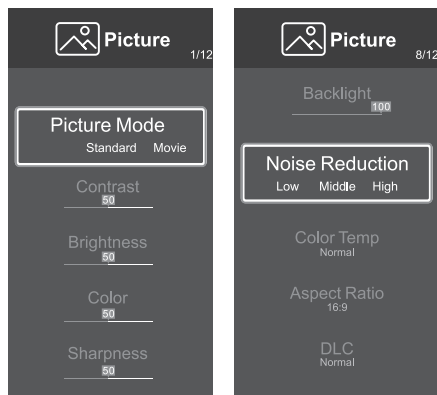 Picture
1/12
Picture Mode
Standard Movie
Contrast
50
Brightness
50
Color
50
Sharpness
50
Picture
8/12
Backlight
100
Noise Reduction
Low Middle High
Color Temp
Normal
Aspect Ratio
16:9
DLC
Normal